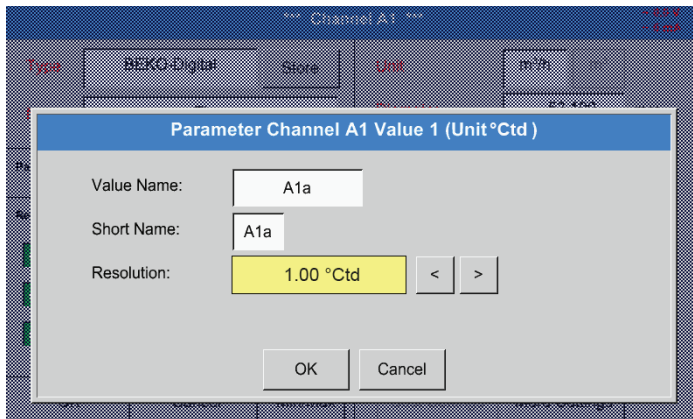 *** Channel A1 ***
Type BEKO-Digital Store Unit m³/h m³
Parameter Channel A1 Value 1 (Unit °Ctd )
Value Name: A1a
Short Name: A1a
Resolution: 1.00 °Ctd < >
OK Cancel